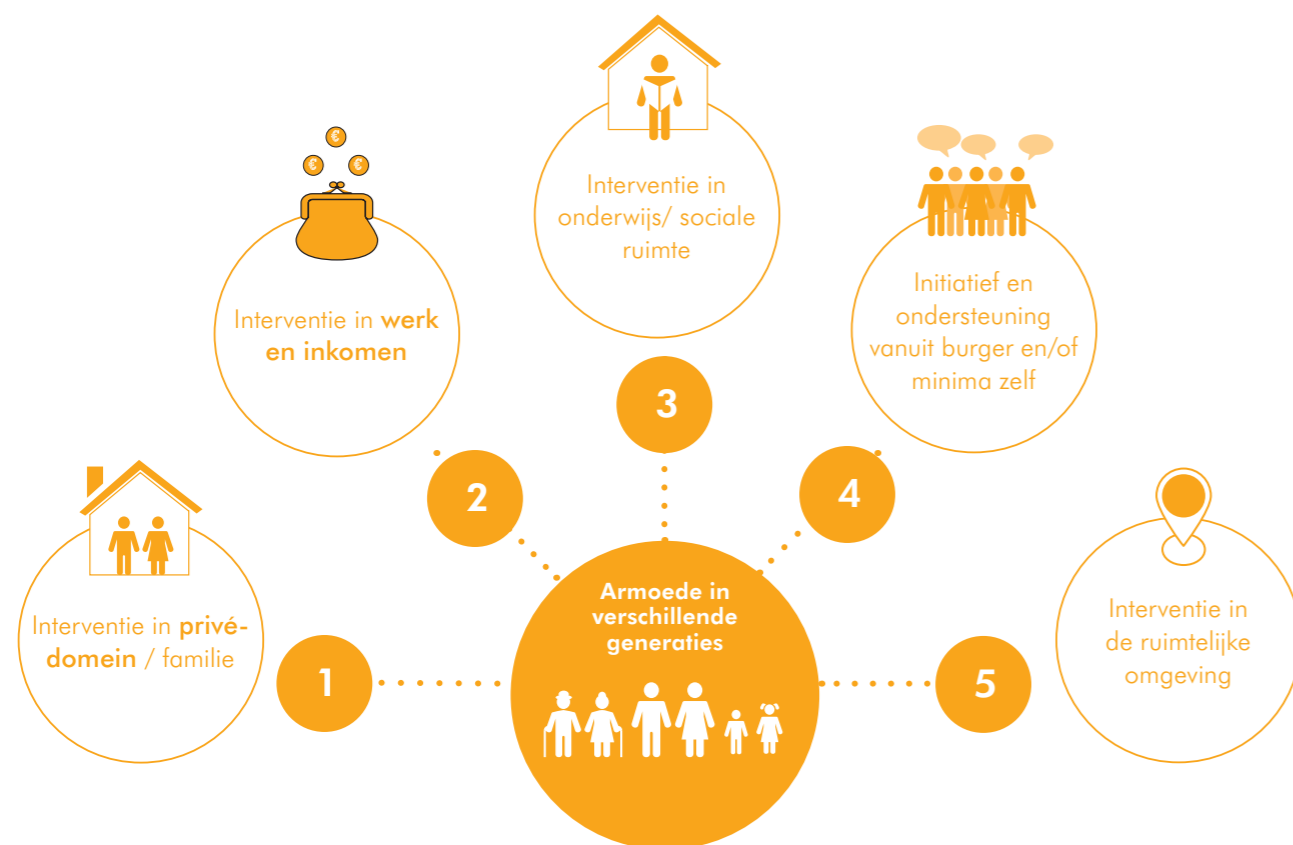 Interventie in privé-
domein / familie
1
Interventie in werk
en inkomen
€
€
€
2
Interventie in
onderwijs/ sociale
ruimte
3
Initiatief en
ondersteuning
vanuit burger en/of
minima zelf
4
Interventie in
de ruimtelijke
omgeving
5
Armoede in
verschillende
generaties